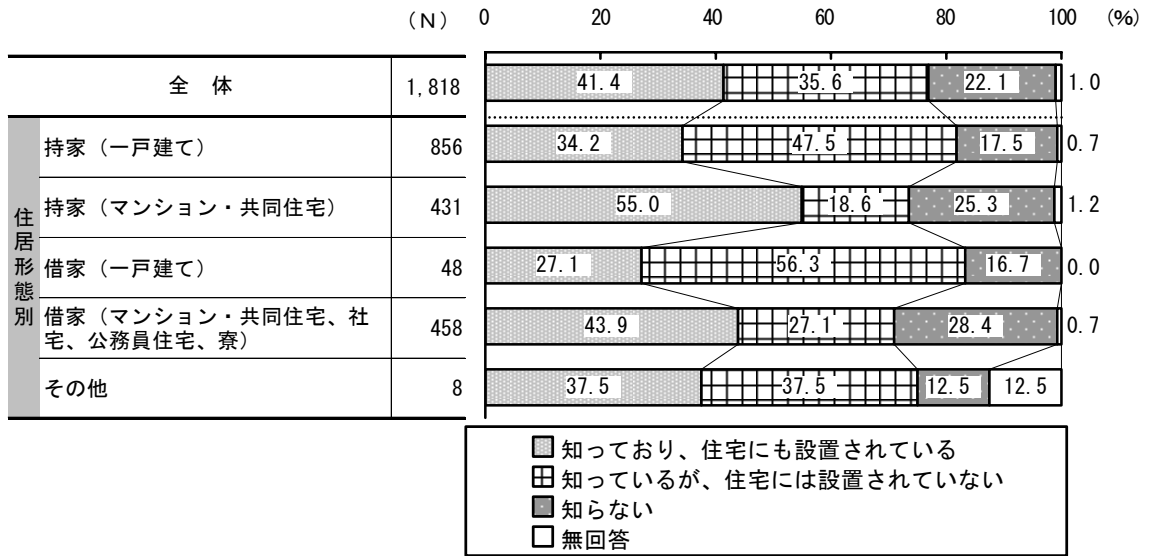 （Ｎ） 0 20 40 60 80 100 (%)
全　体 1,818 41.4 35.6 22.1 1.0
住居形態別
持家（一戸建て） 856 34.2 47.5 17.5 0.7
持家（マンション・共同住宅） 431 55.0 18.6 25.3 1.2
借家（一戸建て） 48 27.1 56.3 16.7 0.0
借家（マンション・共同住宅、社
宅、公務員住宅、寮） 458 43.9 27.1 28.4 0.7
その他 8 37.5 37.5 12.5 12.5
知っており、住宅にも設置されている
知っているが、住宅には設置されていない
知らない
無回答